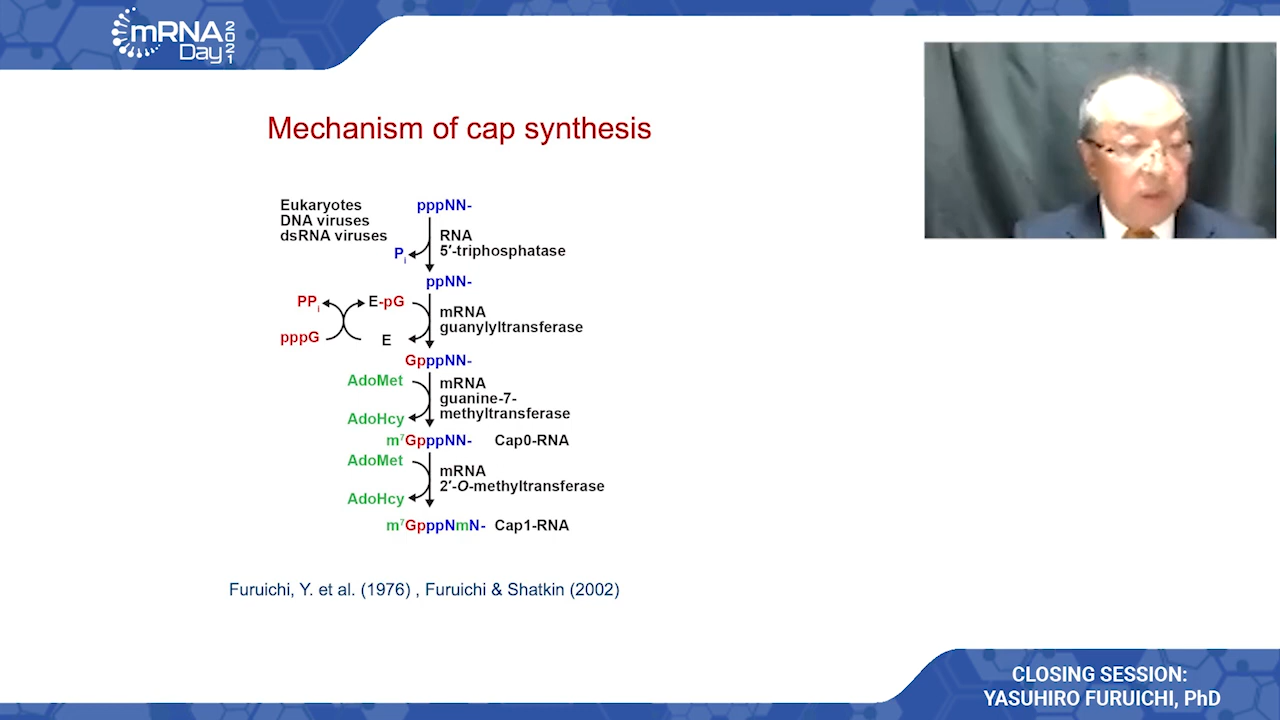 mRNA
Day 2021
Mechanism of cap synthesis
Eukaryotes
DNA viruses
dsRNA viruses
pppNN-
RNA
5′-triphosphatase
Pi
ppNN-
PPi
E-pG
mRNA
guanylyltransferase
pppG
E
GpppNN-
AdoMet
mRNA
guanine-7-
methyltransferase
AdoHcy
m⁷GpppNN- Cap0-RNA
AdoMet
mRNA
2′-O-methyltransferase
AdoHcy
m⁷GpppNmN- Cap1-RNA
Furuichi, Y. et al. (1976) , Furuichi & Shatkin (2002)
CLOSING SESSION:
YASUHIRO FURUICHI, PhD